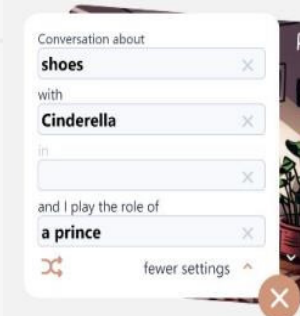 Conversation about
shoes
with
Cinderella
in
and I play the role of
a prince
fewer settings